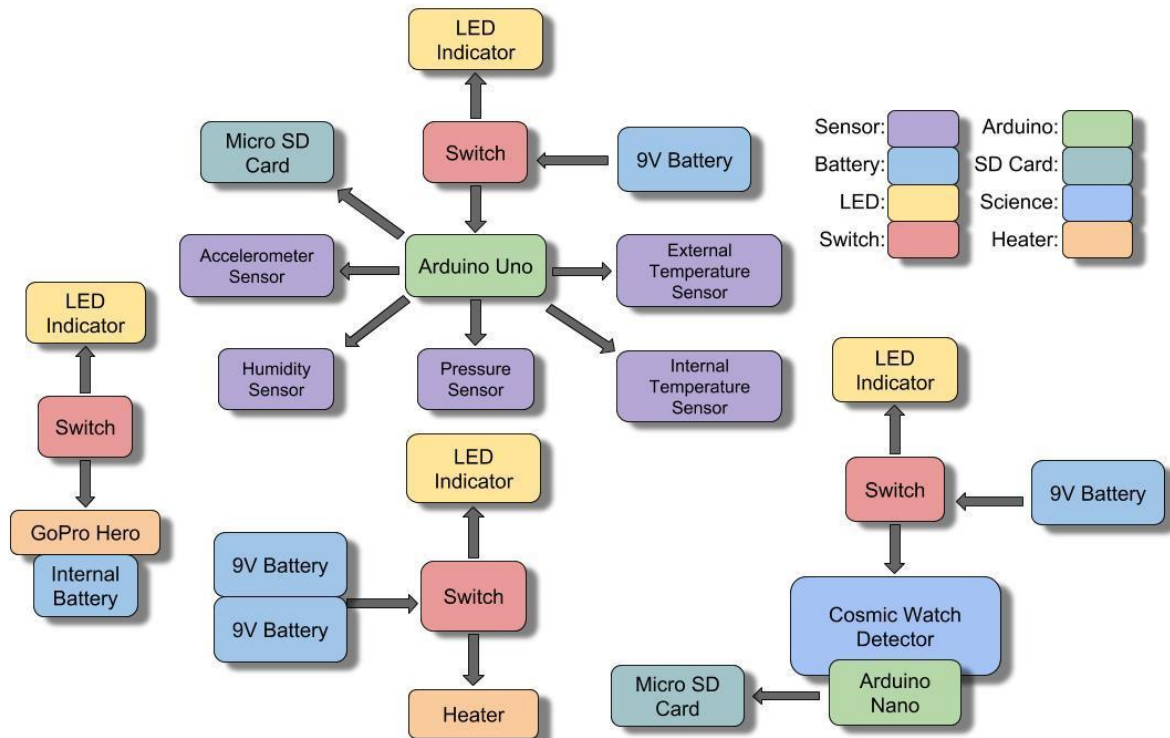 LED
Indicator
Micro SD
Card
Switch
9V Battery
Sensor:
Arduino:
Battery:
SD Card:
LED:
Science:
Switch:
Heater:
Accelerometer
Sensor
Arduino Uno
External
Temperature
Sensor
Humidity
Sensor
Pressure
Sensor
Internal
Temperature
Sensor
LED
Indicator
Switch
GoPro Hero
Internal
Battery
LED
Indicator
9V Battery
9V Battery
Switch
Heater
LED
Indicator
Switch
9V Battery
Cosmic Watch
Detector
Arduino
Nano
Micro SD
Card